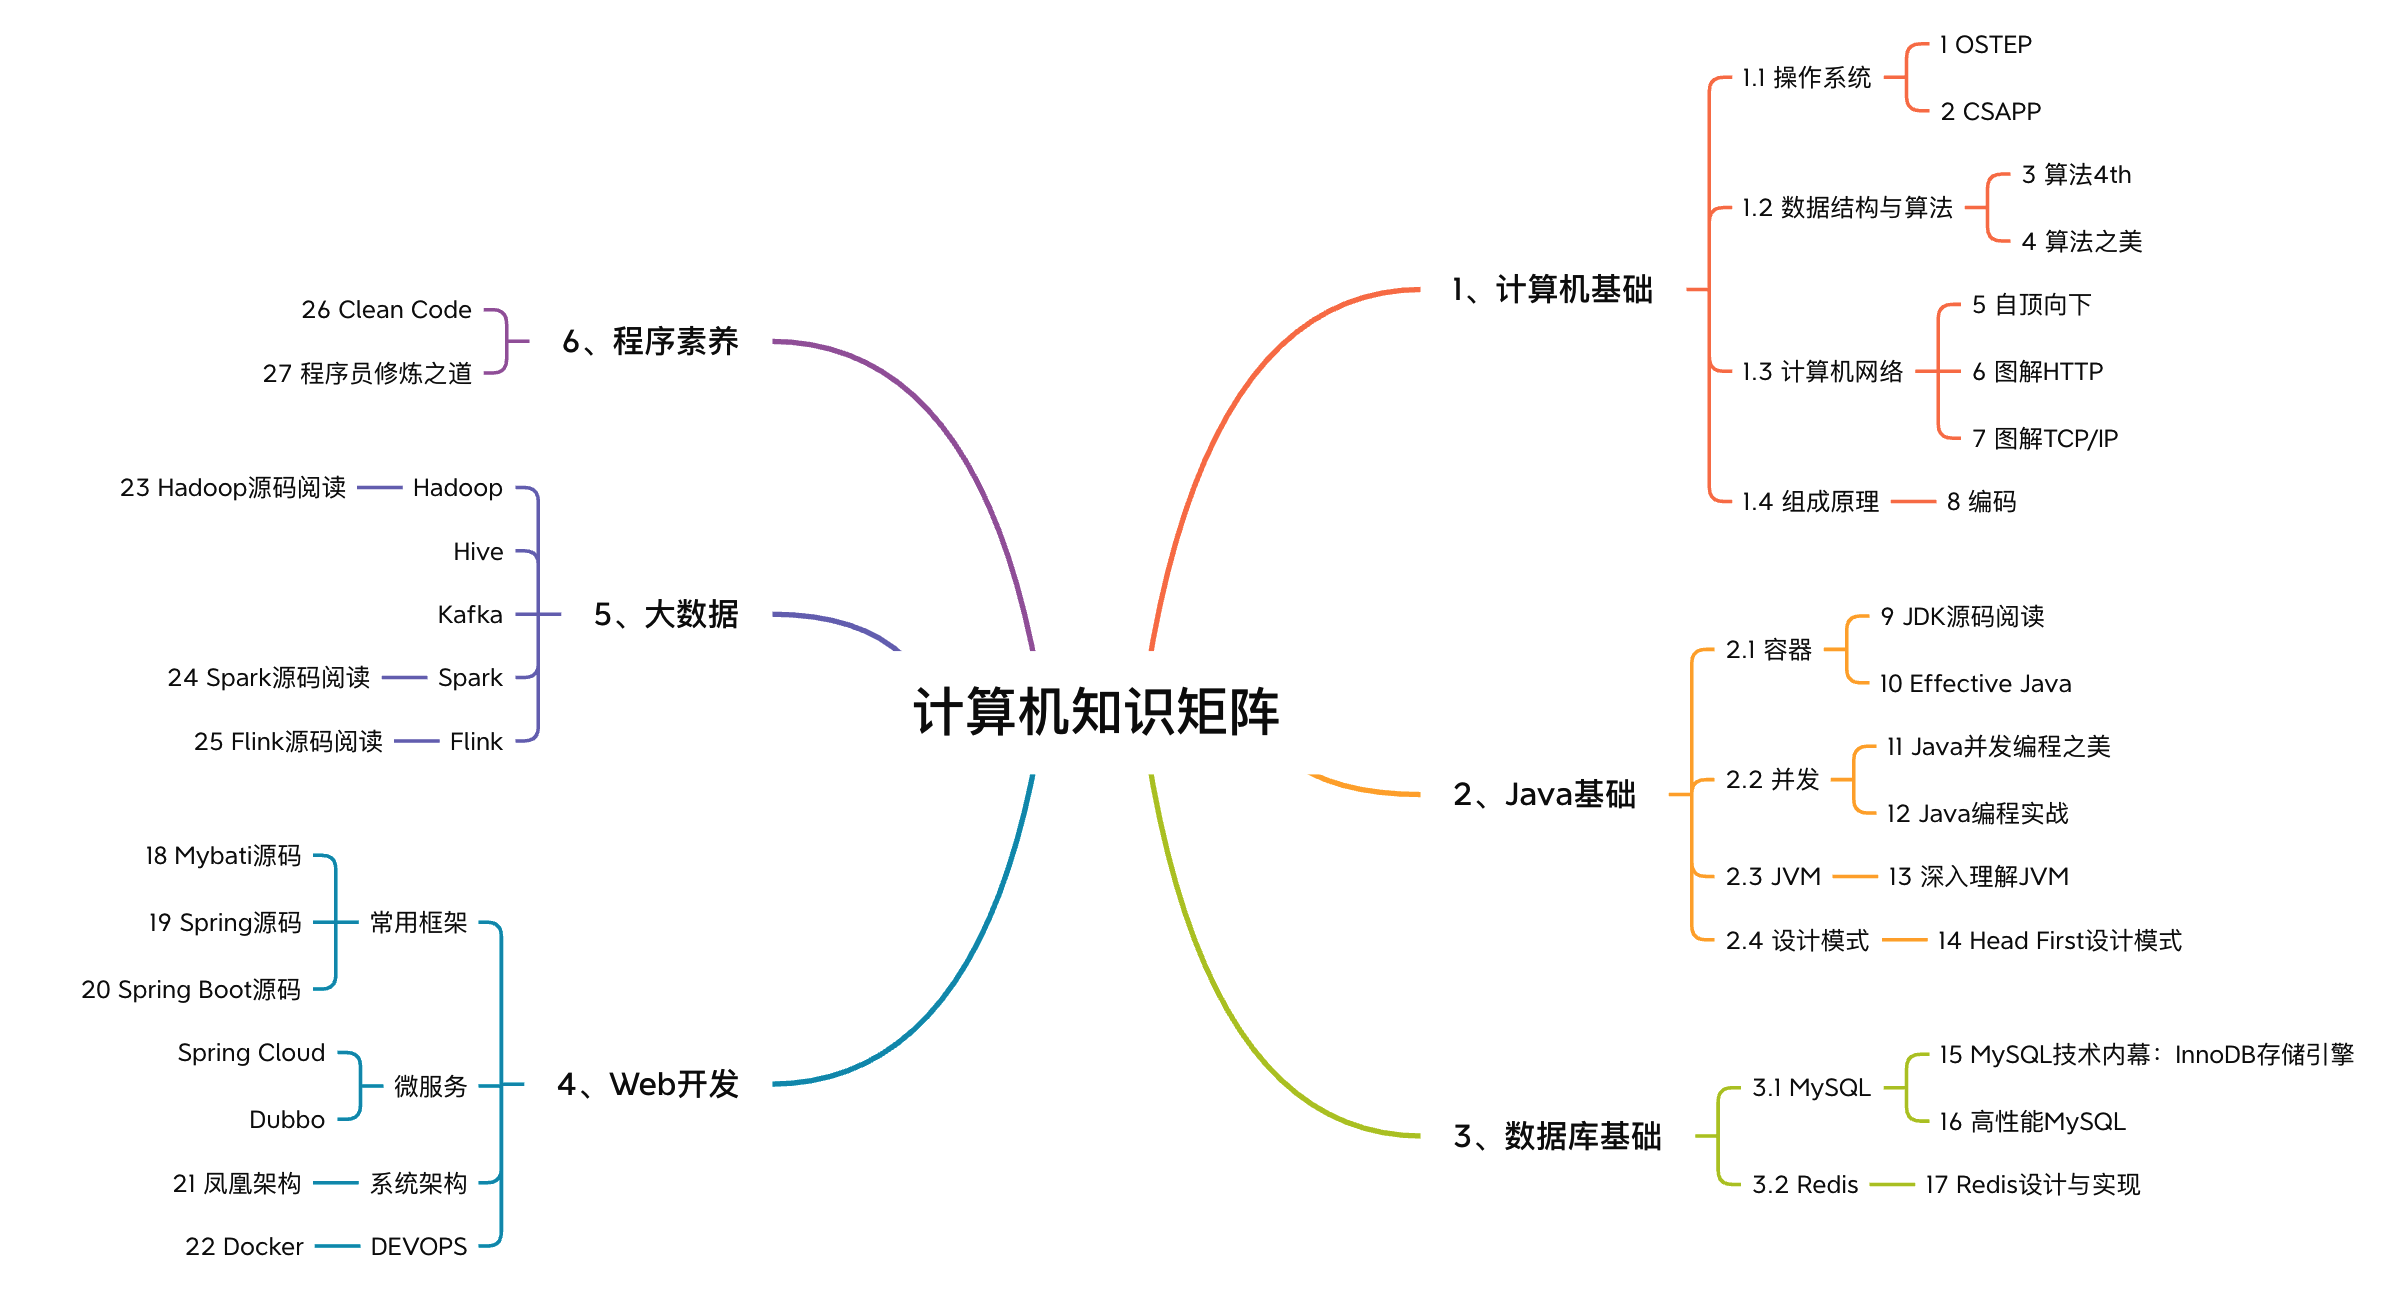 计算机知识矩阵
1、计算机基础
1.1 操作系统
1 OSTEP
2 CSAPP
1.2 数据结构与算法
3 算法4th
4 算法之美
1.3 计算机网络
5 自顶向下
6 图解HTTP
7 图解TCP/IP
1.4 组成原理
8 编码
2、Java基础
2.1 容器
9 JDK源码阅读
10 Effective Java
2.2 并发
11 Java并发编程之美
12 Java编程实战
2.3 JVM
13 深入理解JVM
2.4 设计模式
14 Head First设计模式
3、数据库基础
3.1 MySQL
15 MySQL技术内幕：InnoDB存储引擎
16 高性能MySQL
3.2 Redis
17 Redis设计与实现
4、Web开发
常用框架
18 Mybati源码
19 Spring源码
20 Spring Boot源码
微服务
Spring Cloud
Dubbo
系统架构
21 凤凰架构
DEVOPS
22 Docker
5、大数据
Hadoop
23 Hadoop源码阅读
Hive
Kafka
Spark
24 Spark源码阅读
Flink
25 Flink源码阅读
6、程序素养
26 Clean Code
27 程序员修炼之道